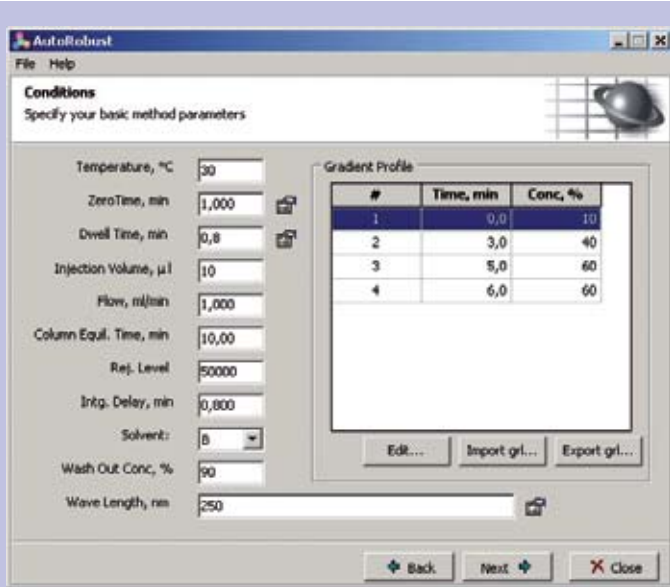 AutoRobust
File Help
Conditions
Specify your basic method parameters
Temperature, °C 30
ZeroTime, min 1,000
Dwell Time, min 0,8
Injection Volume, µl 10
Flow, ml/min 1,000
Column Equil. Time, min 10,00
Rej. Level 50000
Intg. Delay, min 0,800
Solvent: B
Wash Out Conc, % 90
Wave Length, nm 250
Gradient Profile
# Time, min Conc, %
1 0,0 10
2 3,0 40
3 5,0 60
4 6,0 60
Edit... Import grl... Export grl...
Back Next Close